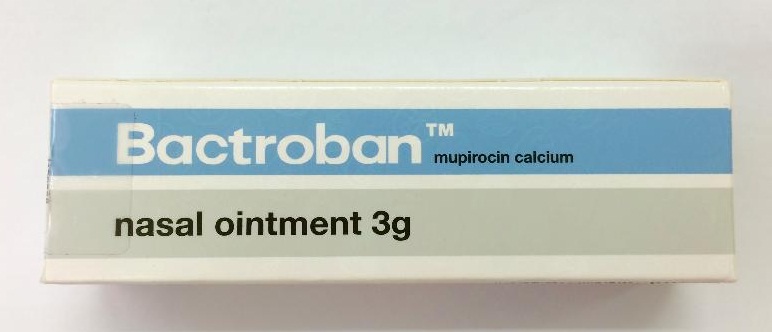 Bactroban™ mupirocin calcium
nasal ointment 3g